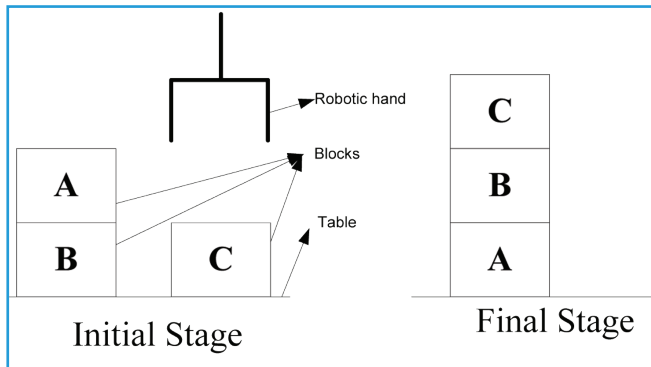 Robotic hand
Blocks
Table
A
B
C
Initial Stage
C
B
A
Final Stage